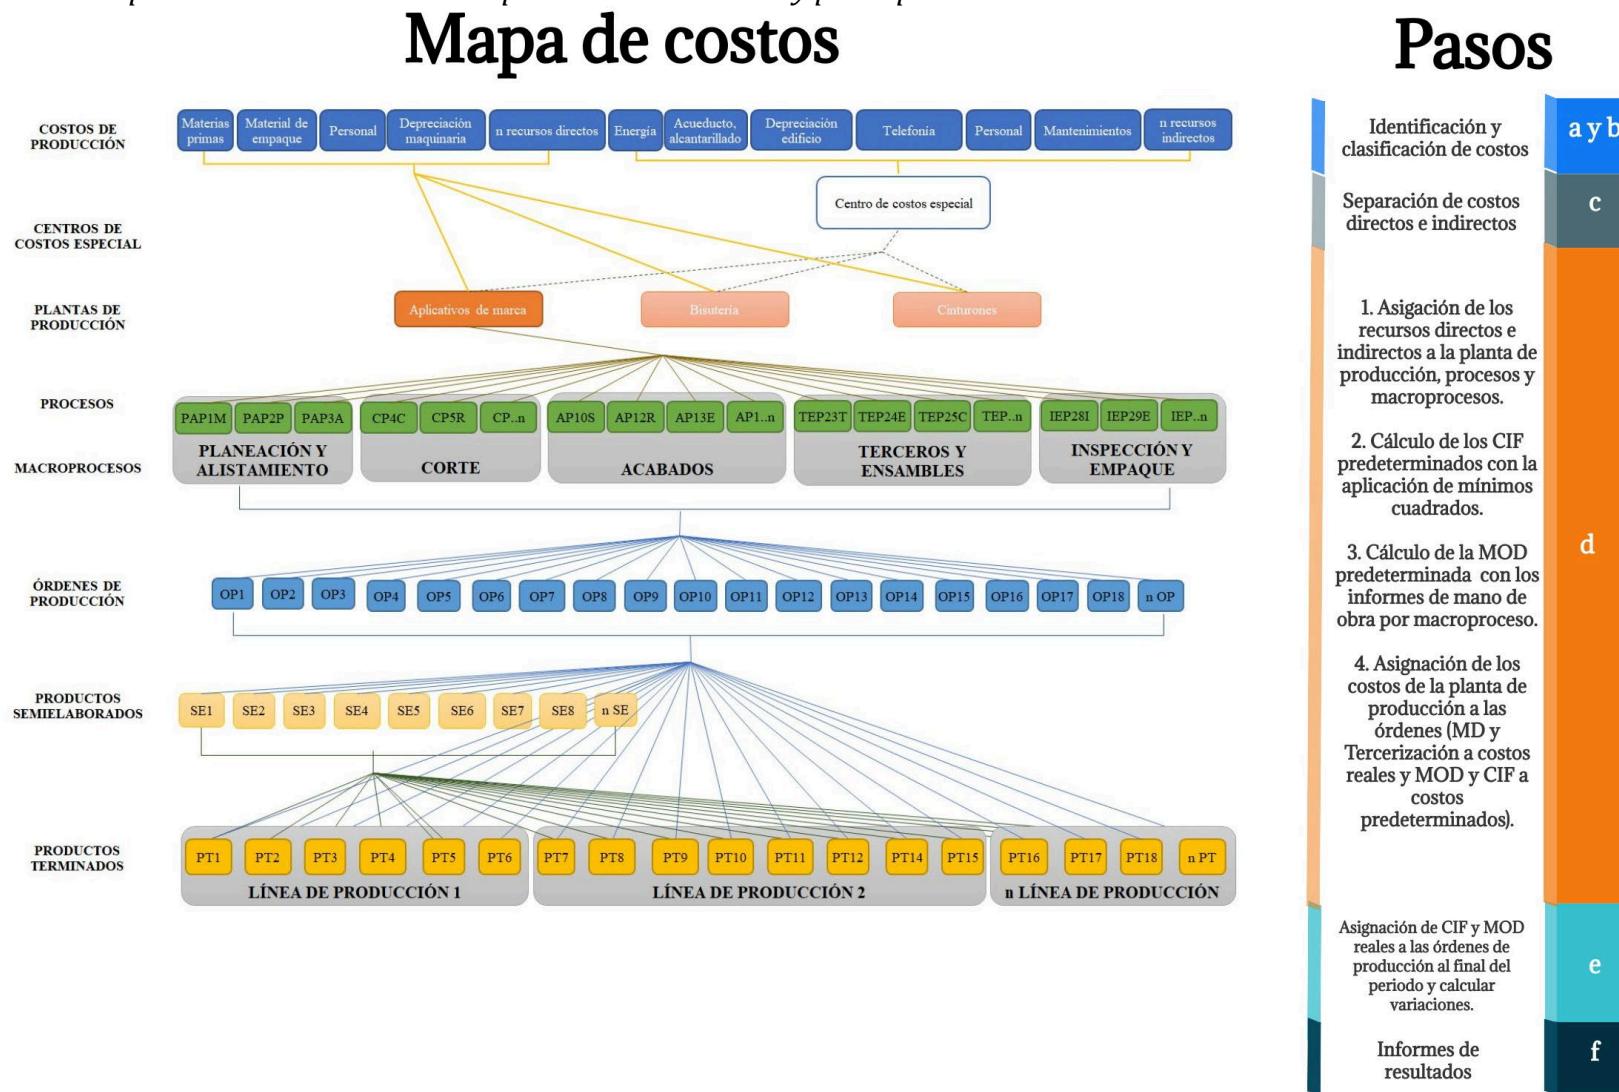 Mapa de costos
Pasos
COSTOS DE
PRODUCCIÓN
Materias
primas
Material de
empaque
Personal
Depreciación
maquinaria
n recursos directos
Energía
Acueducto,
alcantarillado
Depreciación
edificio
Telefonía
Personal
Mantenimientos
n recursos
indirectos
CENTROS DE
COSTOS ESPECIAL
Centro de costos especial
PLANTAS DE
PRODUCCIÓN
Aplicativos de marca
Bisutería
Cinturones
PROCESOS
PAP1M
PAP2P
PAP3A
CP4C
CP5R
CP..n
AP10S
AP12R
AP13E
AP1..n
TEP23T
TEP24E
TEP25C
TEP..n
IEP28I
IEP29E
IEP..n
MACROPROCESOS
PLANEACIÓN Y
ALISTAMIENTO
CORTE
ACABADOS
TERCEROS Y
ENSAMBLES
INSPECCIÓN Y
EMPAQUE
ÓRDENES DE
PRODUCCIÓN
OP1
OP2
OP3
OP4
OP5
OP6
OP7
OP8
OP9
OP10
OP11
OP12
OP13
OP14
OP15
OP16
OP17
OP18
n OP
PRODUCTOS
SEMIELABORADOS
SE1
SE2
SE3
SE4
SE5
SE6
SE7
SE8
n SE
PRODUCTOS
TERMINADOS
PT1
PT2
PT3
PT4
PT5
PT6
PT7
PT8
PT9
PT10
PT11
PT12
PT14
PT15
PT16
PT17
PT18
n PT
LÍNEA DE PRODUCCIÓN 1
LÍNEA DE PRODUCCIÓN 2
n LÍNEA DE PRODUCCIÓN
Identificación y
clasificación de costos
a y b
Separación de costos
directos e indirectos
c
1. Asigación de los
recursos directos e
indirectos a la planta de
producción, procesos y
macroprocesos.
2. Cálculo de los CIF
predeterminados con la
aplicación de mínimos
cuadrados.
3. Cálculo de la MOD
predeterminada con los
informes de mano de
obra por macroproceso.
4. Asignación de los
costos de la planta de
producción a las
órdenes (MD y
Tercerización a costos
reales y MOD y CIF a
costos
predeterminados).
d
Asignación de CIF y MOD
reales a las órdenes de
producción al final del
periodo y calcular
variaciones.
e
Informes de
resultados
f